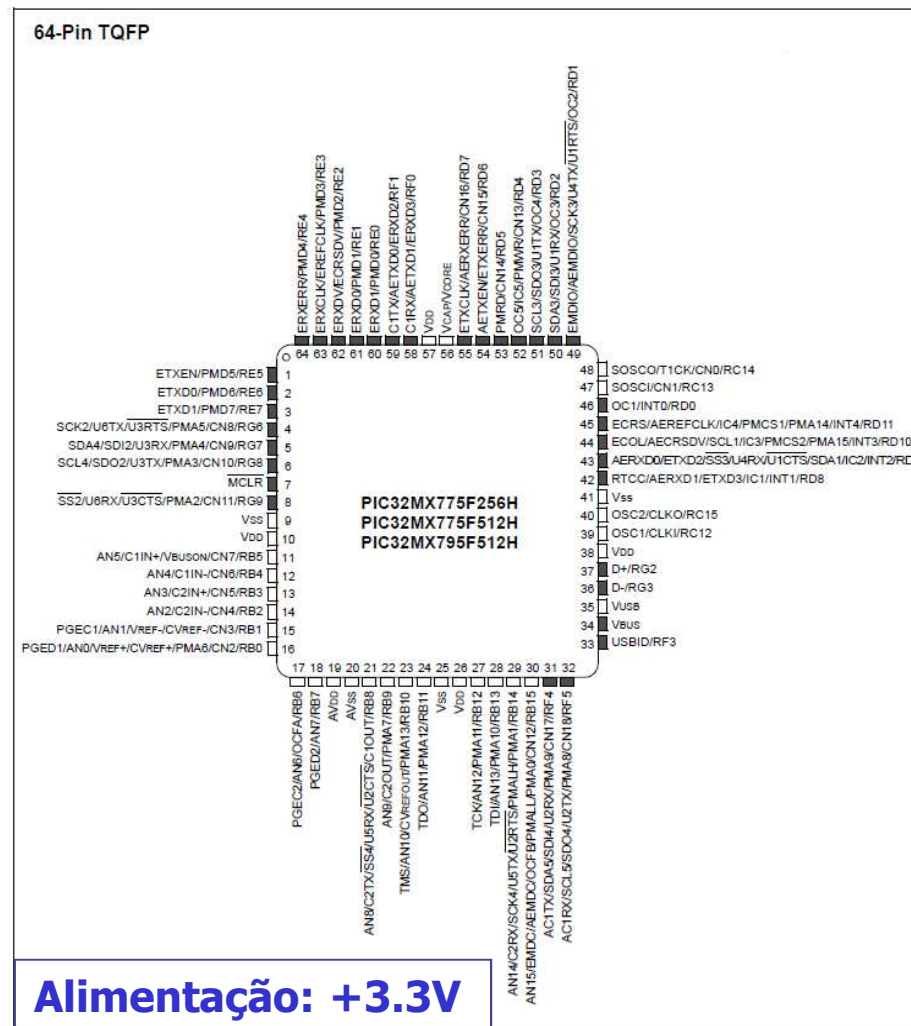 64-Pin TQFP
ERXERR/PMD4/RE4
ERXCLK/EREFCLK/PMD3/RE3
ERXDV/ECRSDV/PMD2/RE2
ERXD0/PMD1/RE1
ERXD1/PMD0/RE0
C1TX/AETXD0/ERXD2/RF1
C1RX/AETXD1/ERXD3/RF0
VDD
VCAP/VCORE
ETXCLK/AERXERR/CN16/RD7
AETXEN/ETXERR/CN15/RD6
PMRD/CN14/RD5
OC5/IC5/PMWR/CN13/RD4
SCL3/SDO3/U1TX/OC4/RD3
SDA3/SDI3/U1RX/OC3/RD2
EMDIO/AEMDIO/SCK3/U4TX/U1RTS/OC2/RD1
64 63 62 61 60 59 58 57 56 55 54 53 52 51 50 49
ETXEN/PMD5/RE5 1
ETXD0/PMD6/RE6 2
ETXD1/PMD7/RE7 3
SCK2/U6TX/U3RTS/PMA5/CN8/RG6 4
SDA4/SDI2/U3RX/PMA4/CN9/RG7 5
SCL4/SDO2/U3TX/PMA3/CN10/RG8 6
MCLR 7
SS2/U6RX/U3CTS/PMA2/CN11/RG9 8
VSS 9
VDD 10
AN5/C1IN+/VBUSON/CN7/RB5 11
AN4/C1IN-/CN6/RB4 12
AN3/C2IN+/CN5/RB3 13
AN2/C2IN-/CN4/RB2 14
PGEC1/AN1/VREF-/CVREF-/CN3/RB1 15
PGED1/AN0/VREF+/CVREF+/PMA6/CN2/RB0 16
PIC32MX775F256H
PIC32MX775F512H
PIC32MX795F512H
48 SOSCO/T1CK/CN0/RC14
47 SOSCI/CN1/RC13
46 OC1/INT0/RD0
45 ECRS/AEREFCLK/IC4/PMCS1/PMA14/INT4/RD11
44 ECOL/AECRSDV/SCL1/IC3/PMCS2/PMA15/INT3/RD10
43 AERXD0/ETXD2/SS3/U4RX/U1CTS/SDA1/IC2/INT2/RD
42 RTCC/AERXD1/ETXD3/IC1/INT1/RD8
41 Vss
40 OSC2/CLKO/RC15
39 OSC1/CLKI/RC12
38 VDD
37 D+/RG2
36 D-/RG3
35 VUSB
34 VBUS
33 USBID/RF3
17 18 19 20 21 22 23 24 25 26 27 28 29 30 31 32
PGEC2/AN6/OCFA/RB6
PGED2/AN7/RB7
AVDD
AVss
AN8/C2TX/SS4/U5RX/U2CTS/C1OUT/RB8
AN9/C2OUT/PMA7/RB9
TMS/AN10/CVREFOUT/PMA13/RB10
TDO/AN11/PMA12/RB11
Vss
VDD
TCK/AN12/PMA11/RB12
TDI/AN13/PMA10/RB13
AN14/C2RX/SCK4/U5TX/U2RTS/PMALH/PMA1/RB14
AN15/EMDC/AEMDC/OCFB/PMALL/PMA0/CN12/RB15
AC1TX/SDA5/SDI4/U2RX/PMA9/CN17/RF4
AC1RX/SCL5/SDO4/U2TX/PMA8/CN18/RF5
Alimentação: +3.3V